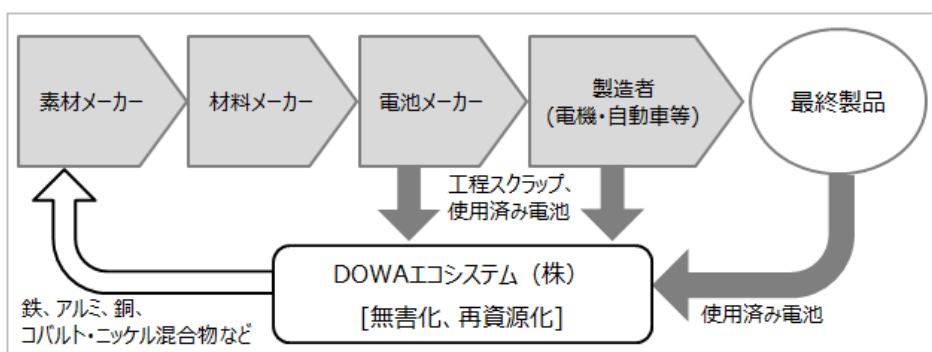 素材メーカー
材料メーカー
電池メーカー
製造者
(電機・自動車等)
最終製品
工程スクラップ、
使用済み電池
DOWAエコシステム（株）
[無害化、再資源化]
鉄、アルミ、銅、
コバルト・ニッケル混合物など
使用済み電池